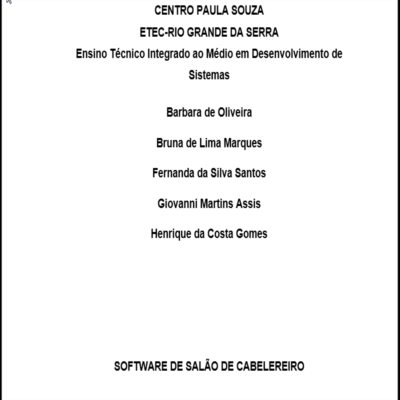 CENTRO PAULA SOUZA
ETEC-RIO GRANDE DA SERRA
Ensino Técnico Integrado ao Médio em Desenvolvimento de
Sistemas
Barbara de Oliveira
Bruna de Lima Marques
Fernanda da Silva Santos
Giovanni Martins Assis
Henrique da Costa Gomes
SOFTWARE DE SALÃO DE CABELEREIRO